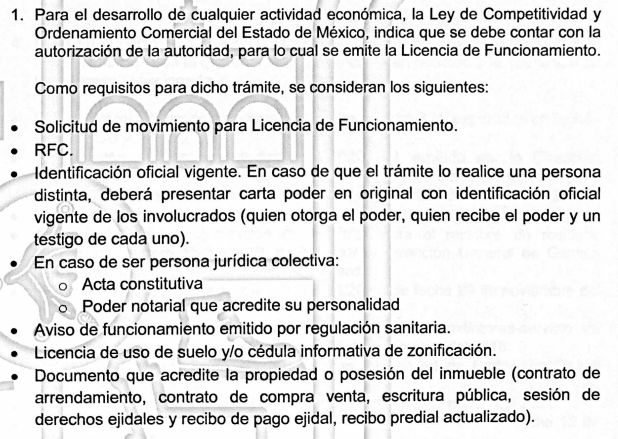 1. Para el desarrollo de cualquier actividad económica, la Ley de Competitividad y
Ordenamiento Comercial del Estado de México, indica que se debe contar con la
autorización de la autoridad, para lo cual se emite la Licencia de Funcionamiento.
Como requisitos para dicho trámite, se consideran los siguientes:
• Solicitud de movimiento para Licencia de Funcionamiento.
• RFC.
• Identificación oficial vigente. En caso de que el trámite lo realice una persona
distinta, deberá presentar carta poder en original con identificación oficial
vigente de los involucrados (quien otorga el poder, quien recibe el poder y un
testigo de cada uno).
• En caso de ser persona jurídica colectiva:
o Acta constitutiva
o Poder notarial que acredite su personalidad
• Aviso de funcionamiento emitido por regulación sanitaria.
• Licencia de uso de suelo y/o cédula informativa de zonificación.
• Documento que acredite la propiedad o posesión del inmueble (contrato de
arrendamiento, contrato de compra venta, escritura pública, sesión de
derechos ejidales y recibo de pago ejidal, recibo predial actualizado).